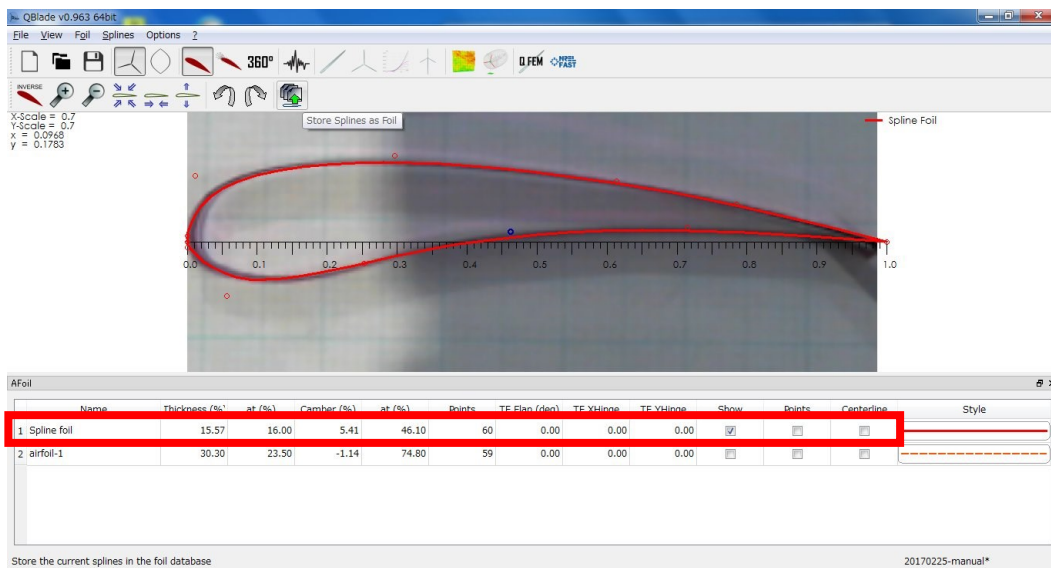 QBlade v0.963 64bit
File View Foil Splines Options ?
360° Q FEM NREL FAST
INVERSE
Store Splines as Foil
X-Scale = 0.7
Y-Scale = 0.7
x = 0.0968
y = 0.1783
Spline Foil
0.0 0.1 0.2 0.3 0.4 0.5 0.6 0.7 0.8 0.9 1.0
AFoil
Name Thickness (%) at (%) Camber (%) at (%) Points TE Flap (deg) TE XHinge TE YHinge Show Points Centerline Style
1 Spline foil 15.57 16.00 5.41 46.10 60 0.00 0.00 0.00
2 airfoil-1 30.30 23.50 -1.14 74.80 59 0.00 0.00 0.00
Store the current splines in the foil database 20170225-manual*